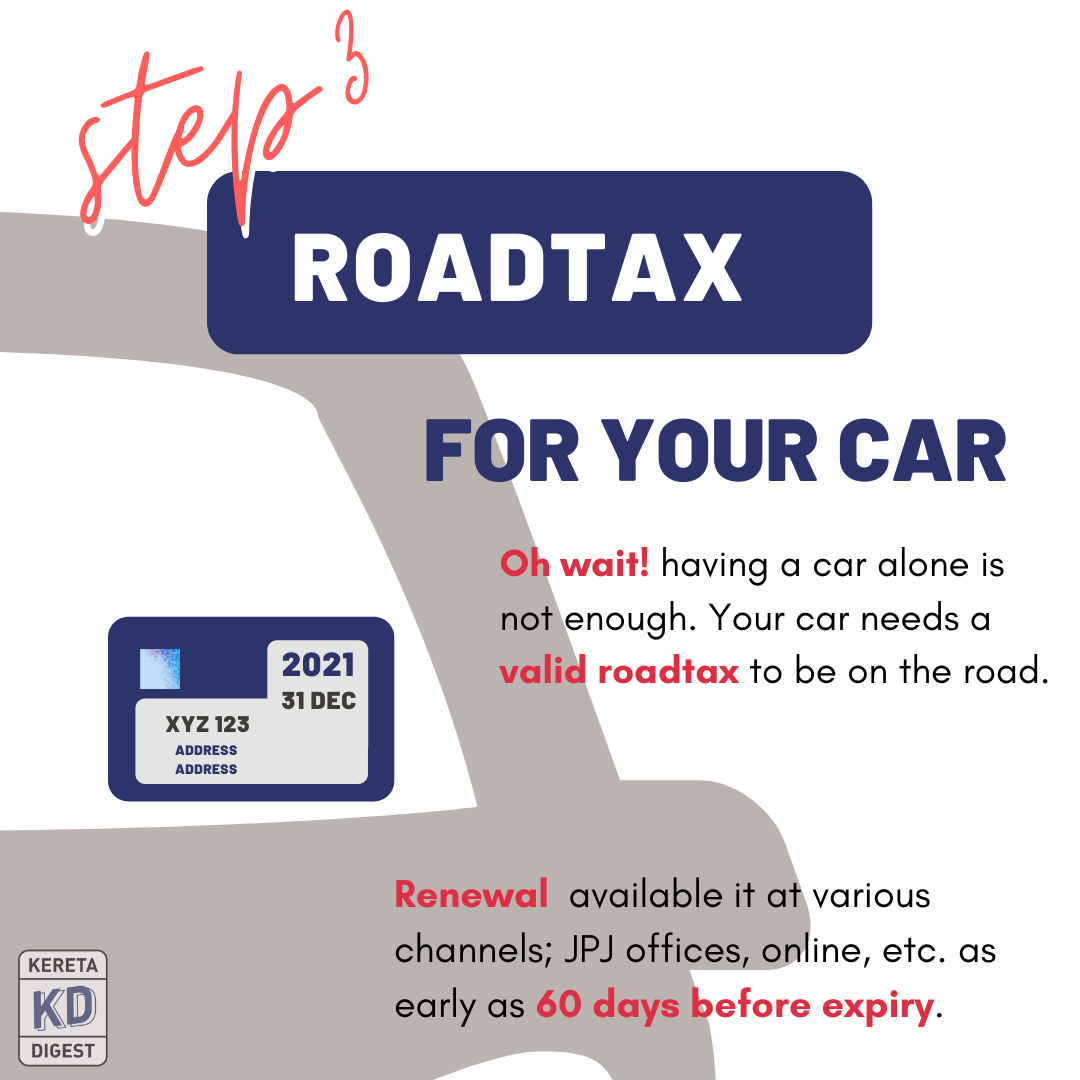 step 3
ROADTAX
FOR YOUR CAR
Oh wait! having a car alone is
not enough. Your car needs a
valid roadtax to be on the road.
2021
31 DEC
XYZ 123
ADDRESS
ADDRESS
Renewal available it at various
channels; JPJ offices, online, etc. as
early as 60 days before expiry.
KERETA
KD
DIGEST